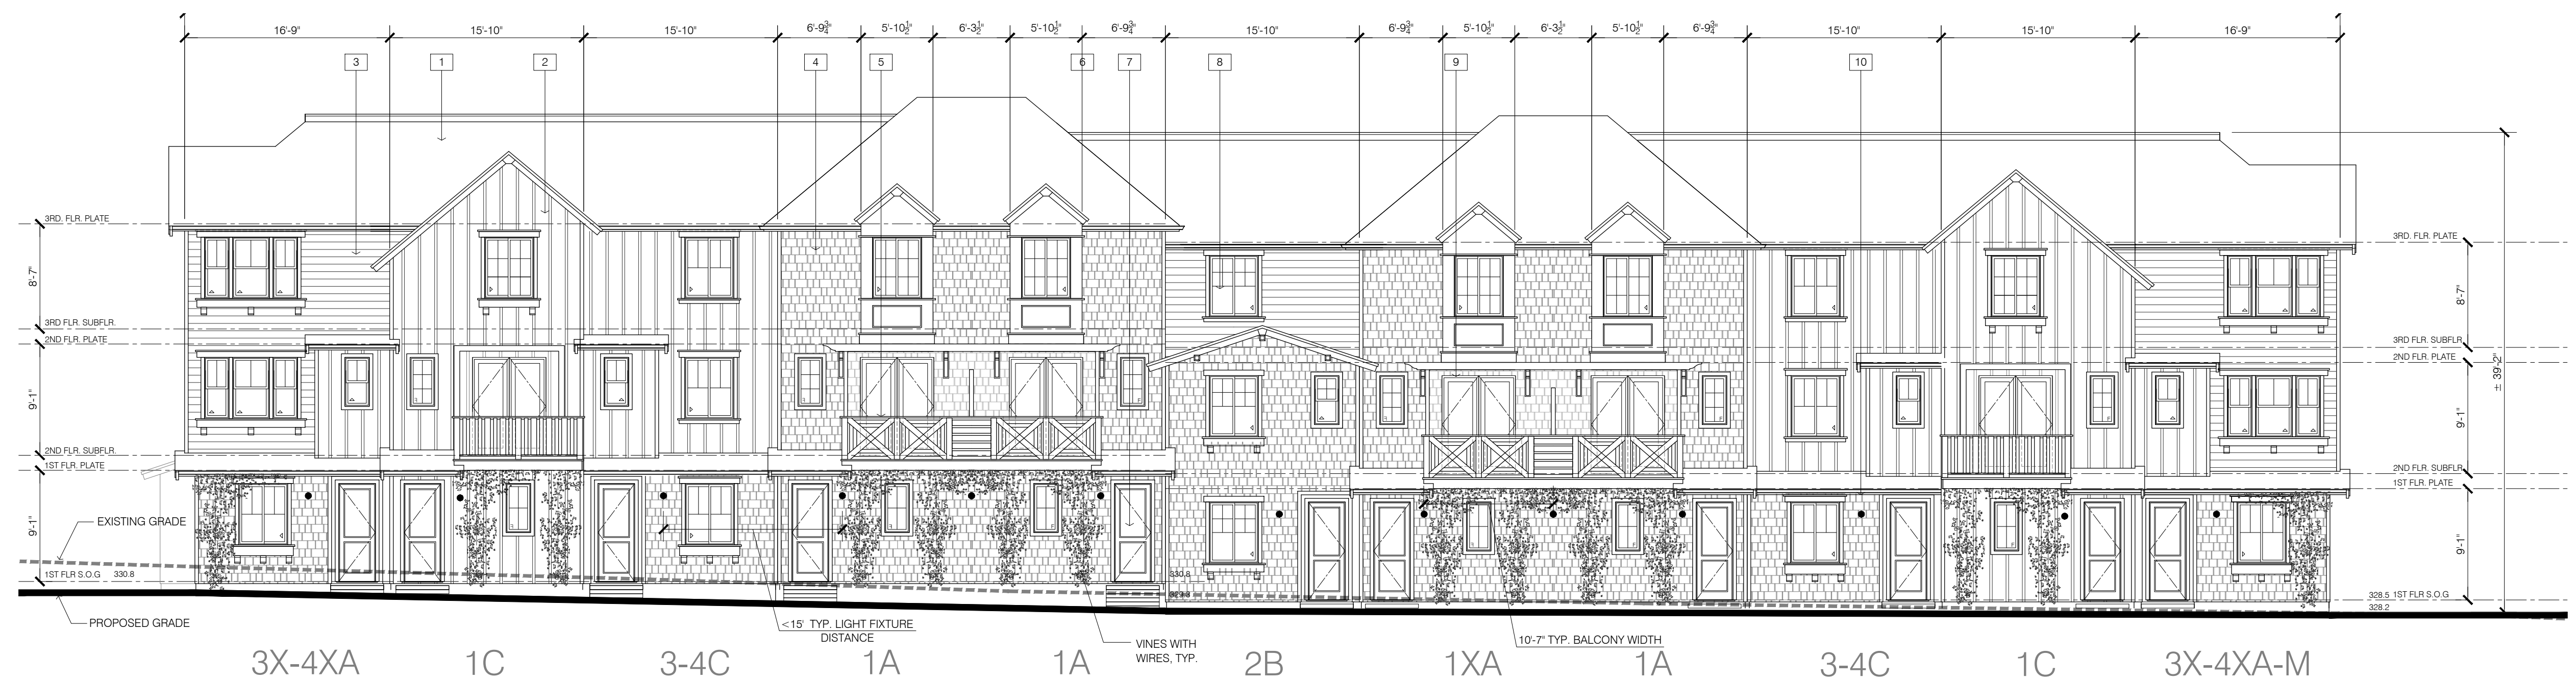 16'-9" 15'-10" 15'-10" 6'-9¾" 5'-10½" 6'-3½" 5'-10½" 6'-9¾" 15'-10" 6'-9¾" 5'-10½" 6'-3½" 5'-10½" 6'-9¾" 15'-10" 15'-10" 16'-9"
3 1 2 4 5 6 7 8 9 10
3RD. FLR. PLATE
8'-7"
3RD FLR. SUBFLR.
2ND FLR. PLATE
9'-1"
2ND FLR. SUBFLR.
1ST FLR. PLATE
9'-1"
EXISTING GRADE
1ST FLR S.O.G 330.8
PROPOSED GRADE
<15' TYP. LIGHT FIXTURE
DISTANCE
VINES WITH
WIRES, TYP.
330.8
10'-7" TYP. BALCONY WIDTH
3RD. FLR. PLATE
8'-7"
3RD FLR. SUBFLR
2ND FLR. PLATE
± 39'-2"
9'-1"
2ND FLR. SUBFLR
1ST FLR. PLATE
9'-1"
328.5 1ST FLR S.O.G
328.2
3X-4XA 1C 3-4C 1A 1A 2B 1XA 1A 3-4C 1C 3X-4XA-M